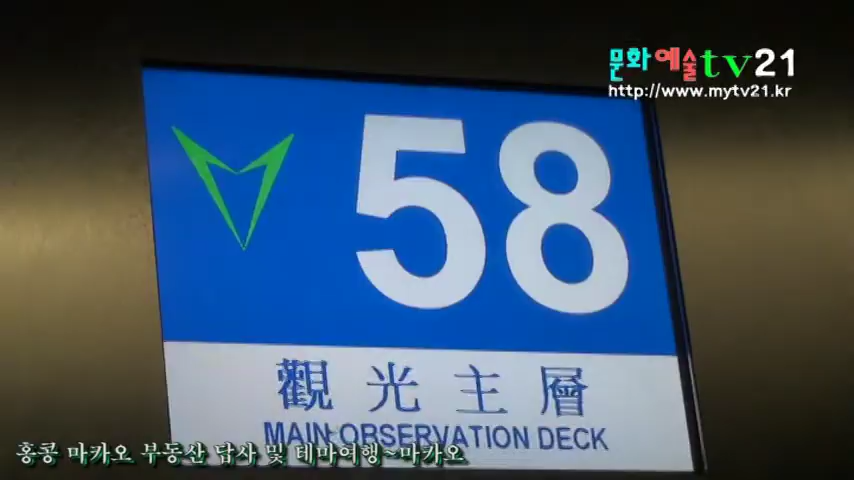 문화예술tv21
http://www.mytv21.kr
58
觀光主層
MAIN OBSERVATION DECK
홍콩 마카오 부동산 답사 및 테마여행~마카오